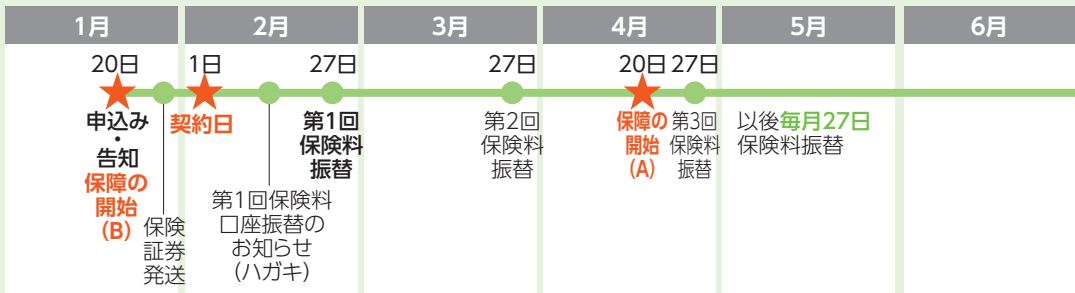 1月
2月
3月
4月
5月
6月
20日
1日
27日
27日
20日
27日
申込み
・
告知
保障の
開始
(B)
保険
証券
発送
契約日
第1回保険料
口座振替の
お知らせ
(ハガキ)
第1回
保険料
振替
第2回
保険料
振替
保障の
開始
(A)
第3回
保険料
振替
以後毎月27日
保険料振替